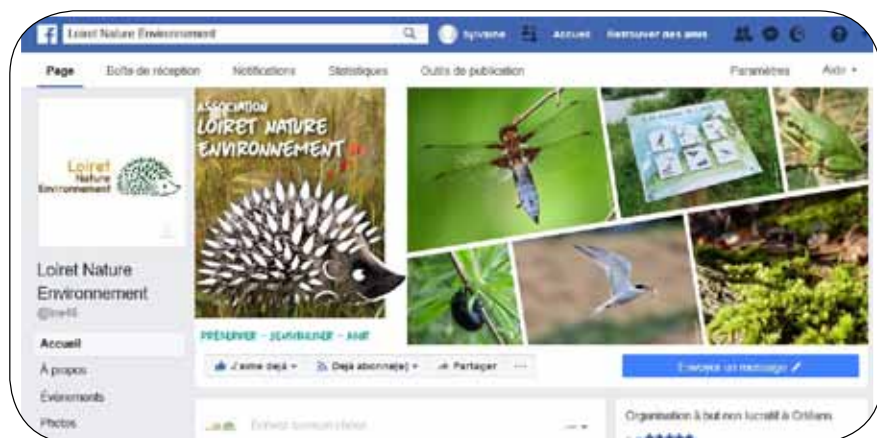 Loiret Nature Environnement
Sylvaine Accueil Retrouver des amis
Page Boîte de réception Notifications Statistiques Outils de publication Paramètres Aide
ASSOCIATION
LOIRET NATURE
ENVIRONNEMENT
Loiret
Nature
Environnement
Loiret Nature
Environnement
PRÉSERVER - SENSIBILISER - AGIR
Accueil
J'aime déjà Déjà abonné(e) Partager ... Envoyer un message
À propos
Évènements
Photos
Organisation à but non lucratif à Orléans